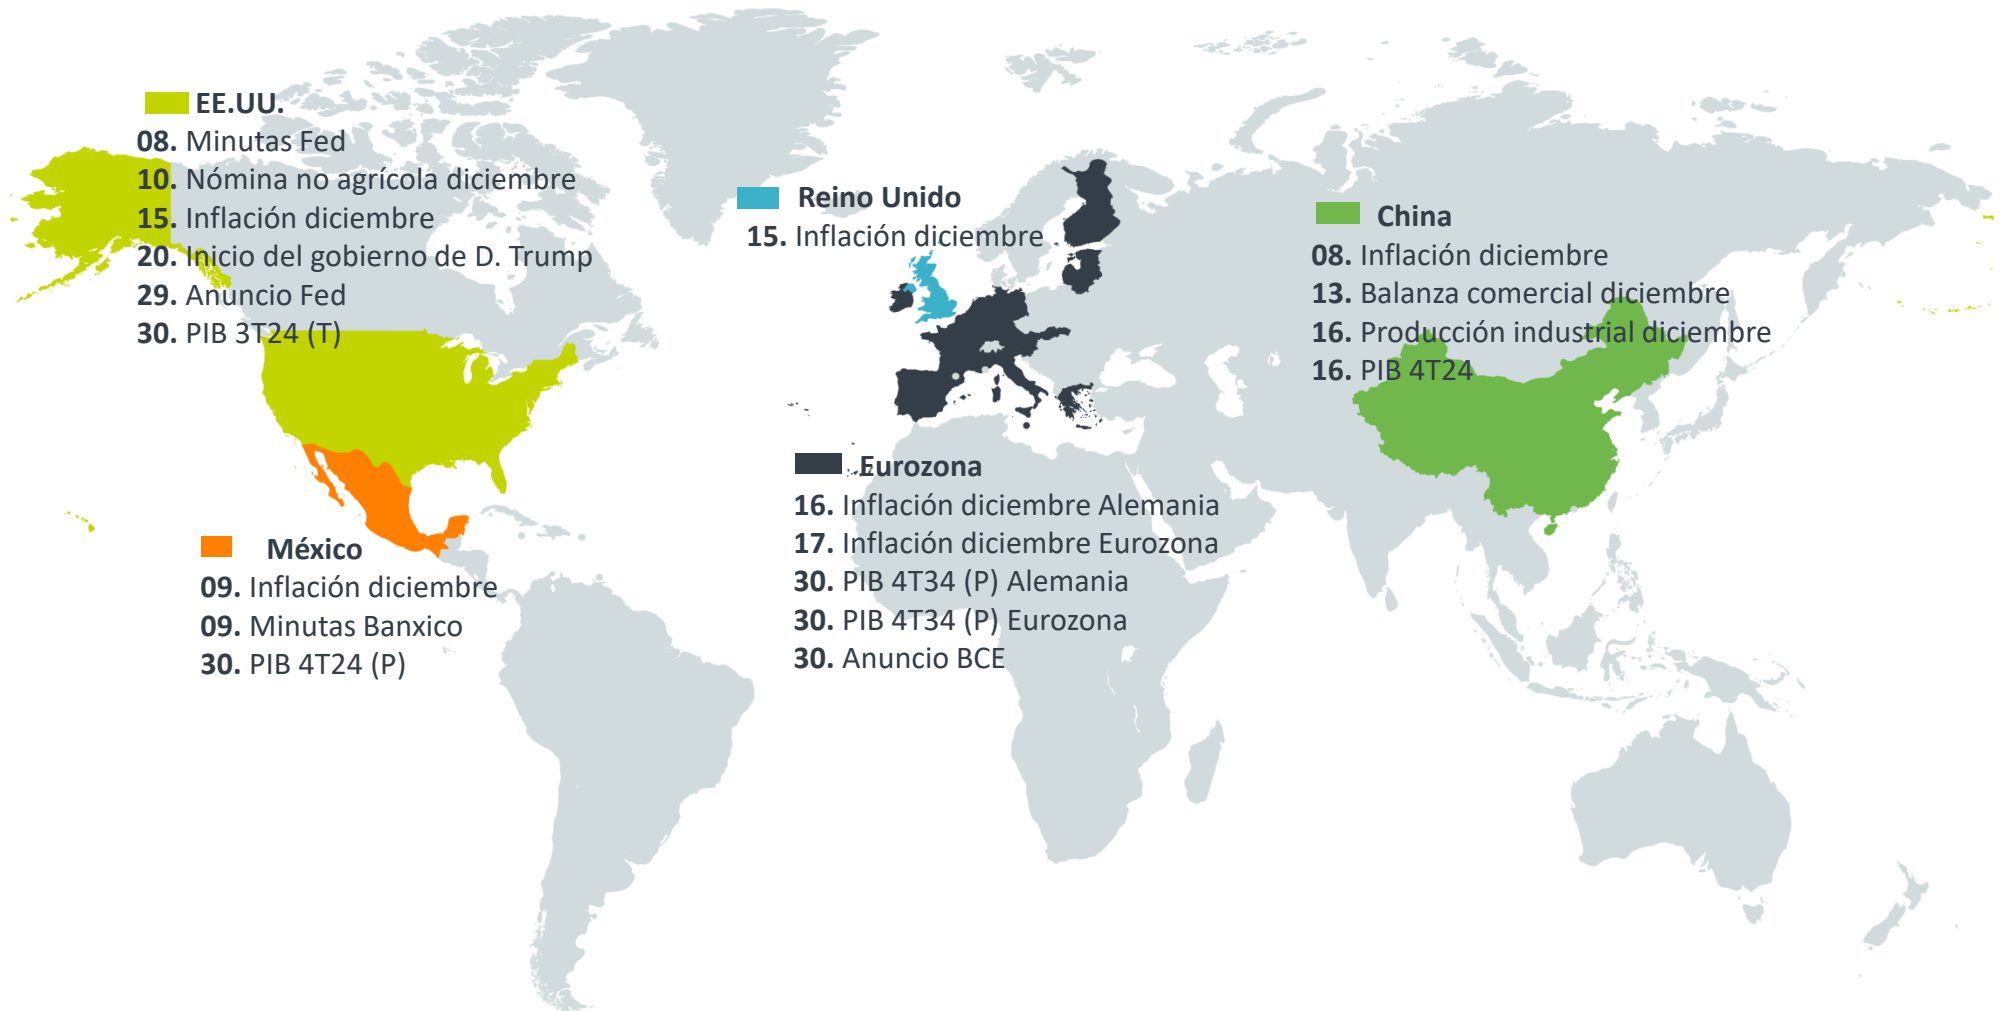 EE.UU.
08. Minutas Fed
10. Nómina no agrícola diciembre
15. Inflación diciembre
20. Inicio del gobierno de D. Trump
29. Anuncio Fed
30. PIB 3T24 (T)
México
09. Inflación diciembre
09. Minutas Banxico
30. PIB 4T24 (P)
Reino Unido
15. Inflación diciembre
Eurozona
16. Inflación diciembre Alemania
17. Inflación diciembre Eurozona
30. PIB 4T34 (P) Alemania
30. PIB 4T34 (P) Eurozona
30. Anuncio BCE
China
08. Inflación diciembre
13. Balanza comercial diciembre
16. Producción industrial diciembre
16. PIB 4T24